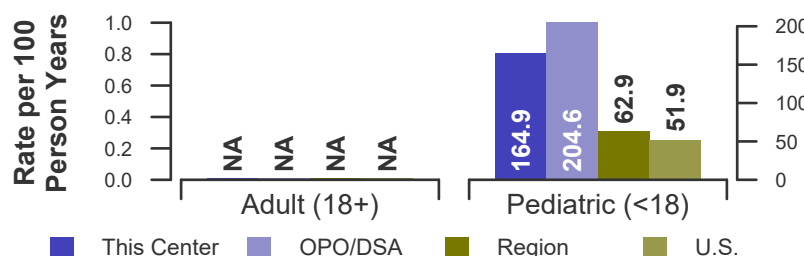 Rate per 100
Person Years
1.0
0.8
0.6
0.4
0.2
0.0
NA NA NA NA
164.9 204.6 62.9 51.9
200
150
100
50
0
Adult (18+) Pediatric (<18)
This Center OPO/DSA Region U.S.